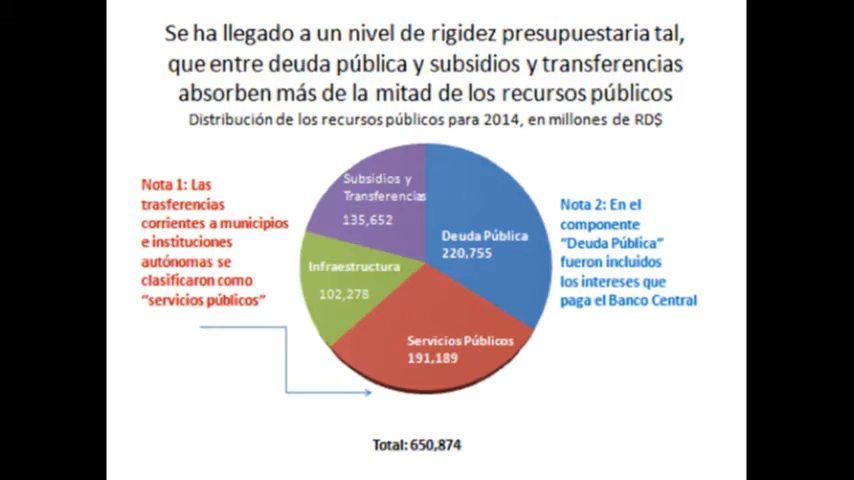 Se ha llegado a un nivel de rigidez presupuestaria tal,
que entre deuda pública y subsidios y transferencias
absorben más de la mitad de los recursos públicos
Distribución de los recursos públicos para 2014, en millones de RD$
Nota 1: Las
trasferencias
corrientes a municipios
e instituciones
autónomas se
clasificaron como
“servicios públicos”
Subsidios y
Transferencias
135,652
Deuda Pública
220,755
Infraestructura
102,278
Servicios Públicos
191,189
Nota 2: En el
componente
“Deuda Pública”
fueron incluidos
los intereses que
paga el Banco Central
Total: 650,874